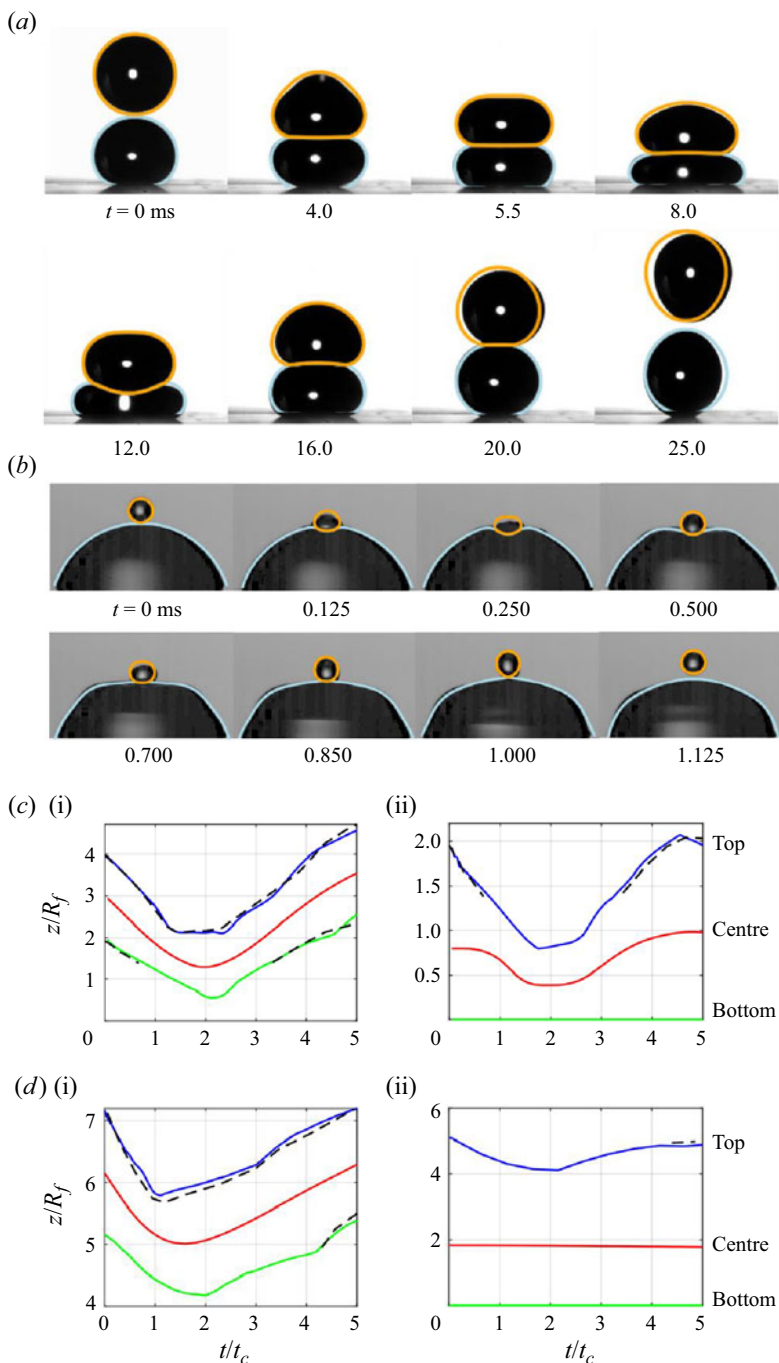 (a)
t = 0 ms 4.0 5.5 8.0
12.0 16.0 20.0 25.0
(b)
t = 0 ms 0.125 0.250 0.500
0.700 0.850 1.000 1.125
(c) (i) (ii)
z/R_f
4
3
2
1
0 1 2 3 4 5
2.0
1.5
1.0
0.5
0 1 2 3 4 5
Top
Centre
Bottom
(d) (i) (ii)
z/R_f
7
6
5
4
0 1 2 3 4 5
t/t_c
6
4
2
0 1 2 3 4 5
t/t_c
Top
Centre
Bottom